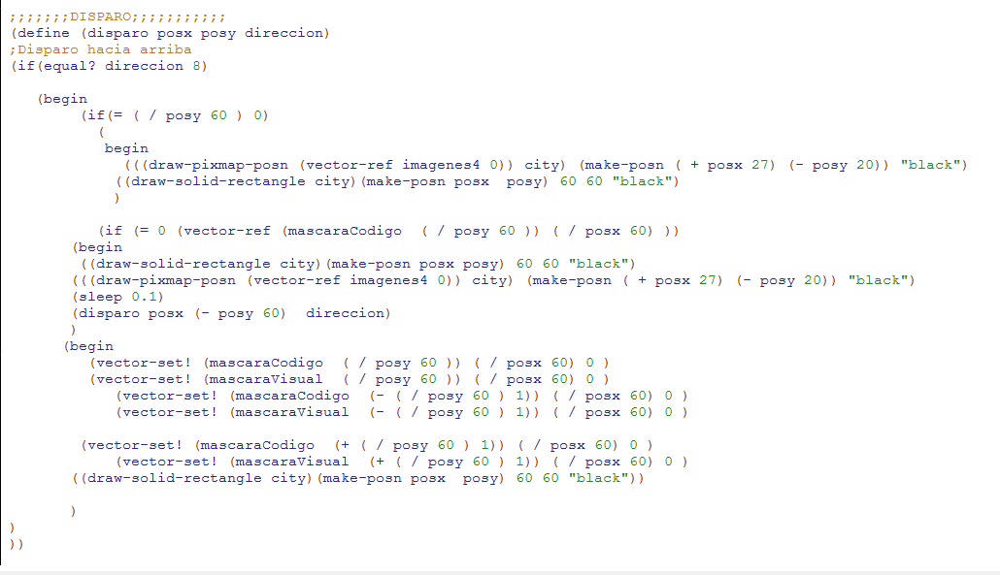 ;;;;;;;DISPARO;;;;;;;;;;;
(define (disparo posx posy direccion)
;Disparo hacia arriba
(if(equal? direccion 8)
(begin
(if(= ( / posy 60 ) 0)
(
begin
(((draw-pixmap-posn (vector-ref imagenes4 0)) city) (make-posn ( + posx 27) (- posy 20)) "black")
((draw-solid-rectangle city)(make-posn posx  posy) 60 60 "black")
)
(if (= 0 (vector-ref (mascaraCodigo  ( / posy 60 )) ( / posx 60) ))
(begin
((draw-solid-rectangle city)(make-posn posx posy) 60 60 "black")
(((draw-pixmap-posn (vector-ref imagenes4 0)) city) (make-posn ( + posx 27) (- posy 20)) "black")
(sleep 0.1)
(disparo posx (- posy 60)  direccion)
)
(begin
(vector-set! (mascaraCodigo  ( / posy 60 )) ( / posx 60) 0 )
(vector-set! (mascaraVisual  ( / posy 60 )) ( / posx 60) 0 )
(vector-set! (mascaraCodigo  (- ( / posy 60 ) 1)) ( / posx 60) 0 )
(vector-set! (mascaraVisual  (- ( / posy 60 ) 1)) ( / posx 60) 0 )
(vector-set! (mascaraCodigo  (+ ( / posy 60 ) 1)) ( / posx 60) 0 )
(vector-set! (mascaraVisual  (+ ( / posy 60 ) 1)) ( / posx 60) 0 )
((draw-solid-rectangle city)(make-posn posx  posy) 60 60 "black"))
)
)
))